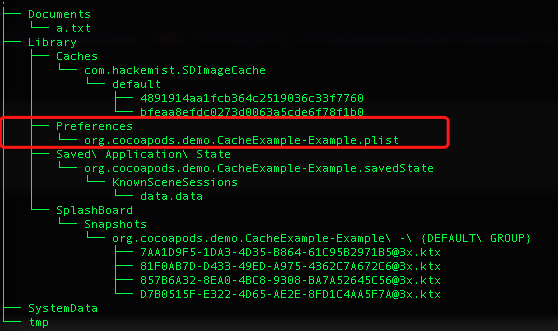 ├── Documents
│   └── a.txt
├── Library
│   ├── Caches
│   │   └── com.hackemist.SDImageCache
│   │       └── default
│   │           ├── 4891914aa1fcb364c2519036c33f7760
│   │           └── bfeaa8efdc0273d0063a5cde6f78f1b0
│   ├── Preferences
│   │   └── org.cocoapods.demo.CacheExample-Example.plist
│   ├── Saved\ Application\ State
│   │   └── org.cocoapods.demo.CacheExample-Example.savedState
│   │       └── KnownSceneSessions
│   │           └── data.data
│   └── SplashBoard
│       └── Snapshots
│           └── org.cocoapods.demo.CacheExample-Example\ -\ {DEFAULT\ GROUP}
│               ├── 7AA1D9F5-1DA3-4D35-B864-61C95B2971B5@3x.ktx
│               ├── 81F0AB7D-D433-49ED-A975-4362C7A672C6@3x.ktx
│               ├── 857B6A32-8EA0-4BC8-9308-BA7A52645C56@3x.ktx
│               └── D7B0515F-E322-4D65-AE2E-8FD1C4AA5F7A@3x.ktx
├── SystemData
└── tmp